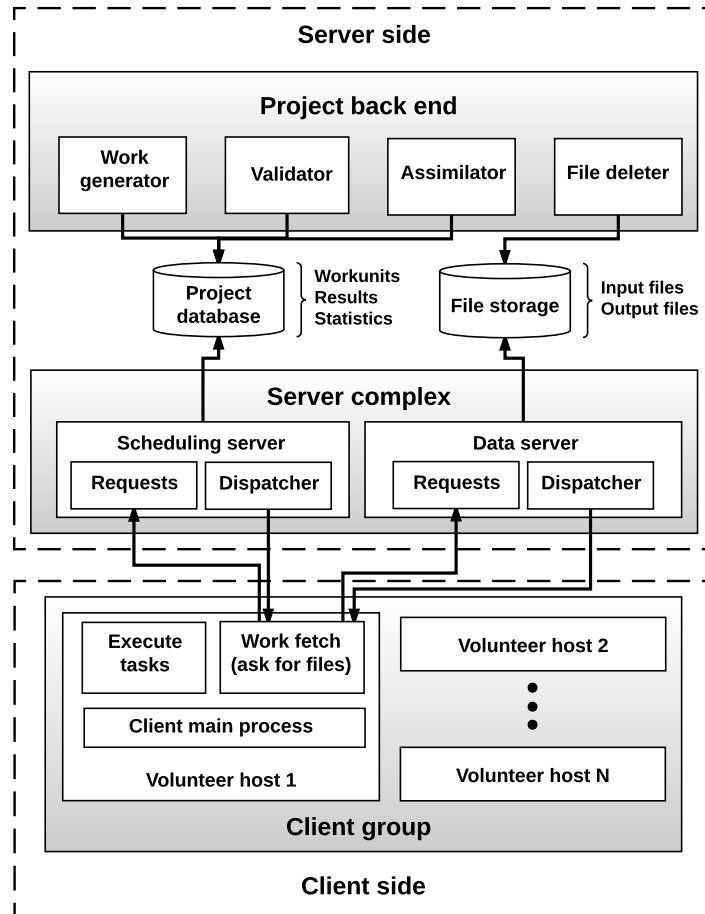 Server side
Project back end
Work
generator
Validator
Assimilator
File deleter
Project
database
Workunits
Results
Statistics
File storage
Input files
Output files
Server complex
Scheduling server
Requests
Dispatcher
Data server
Requests
Dispatcher
Execute
tasks
Work fetch
(ask for files)
Client main process
Volunteer host 1
Volunteer host 2
Volunteer host N
Client group
Client side